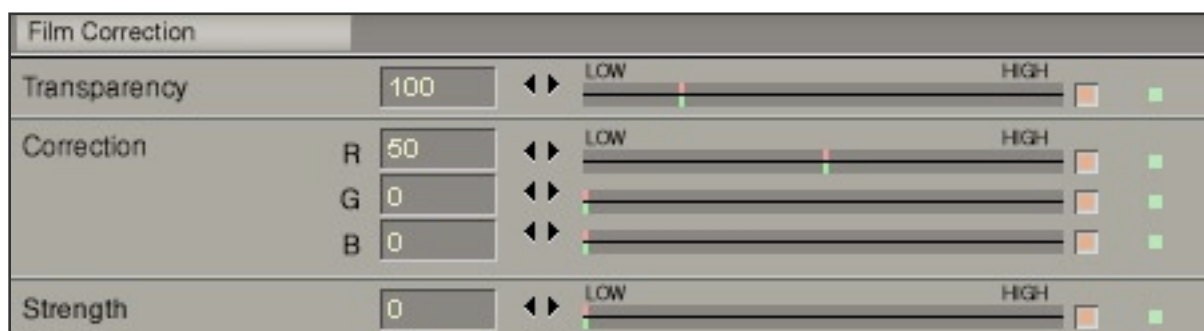 Film Correction
LOW HIGH
Transparency 100
LOW HIGH
Correction R 50
G 0
B 0
LOW HIGH
Strength 0